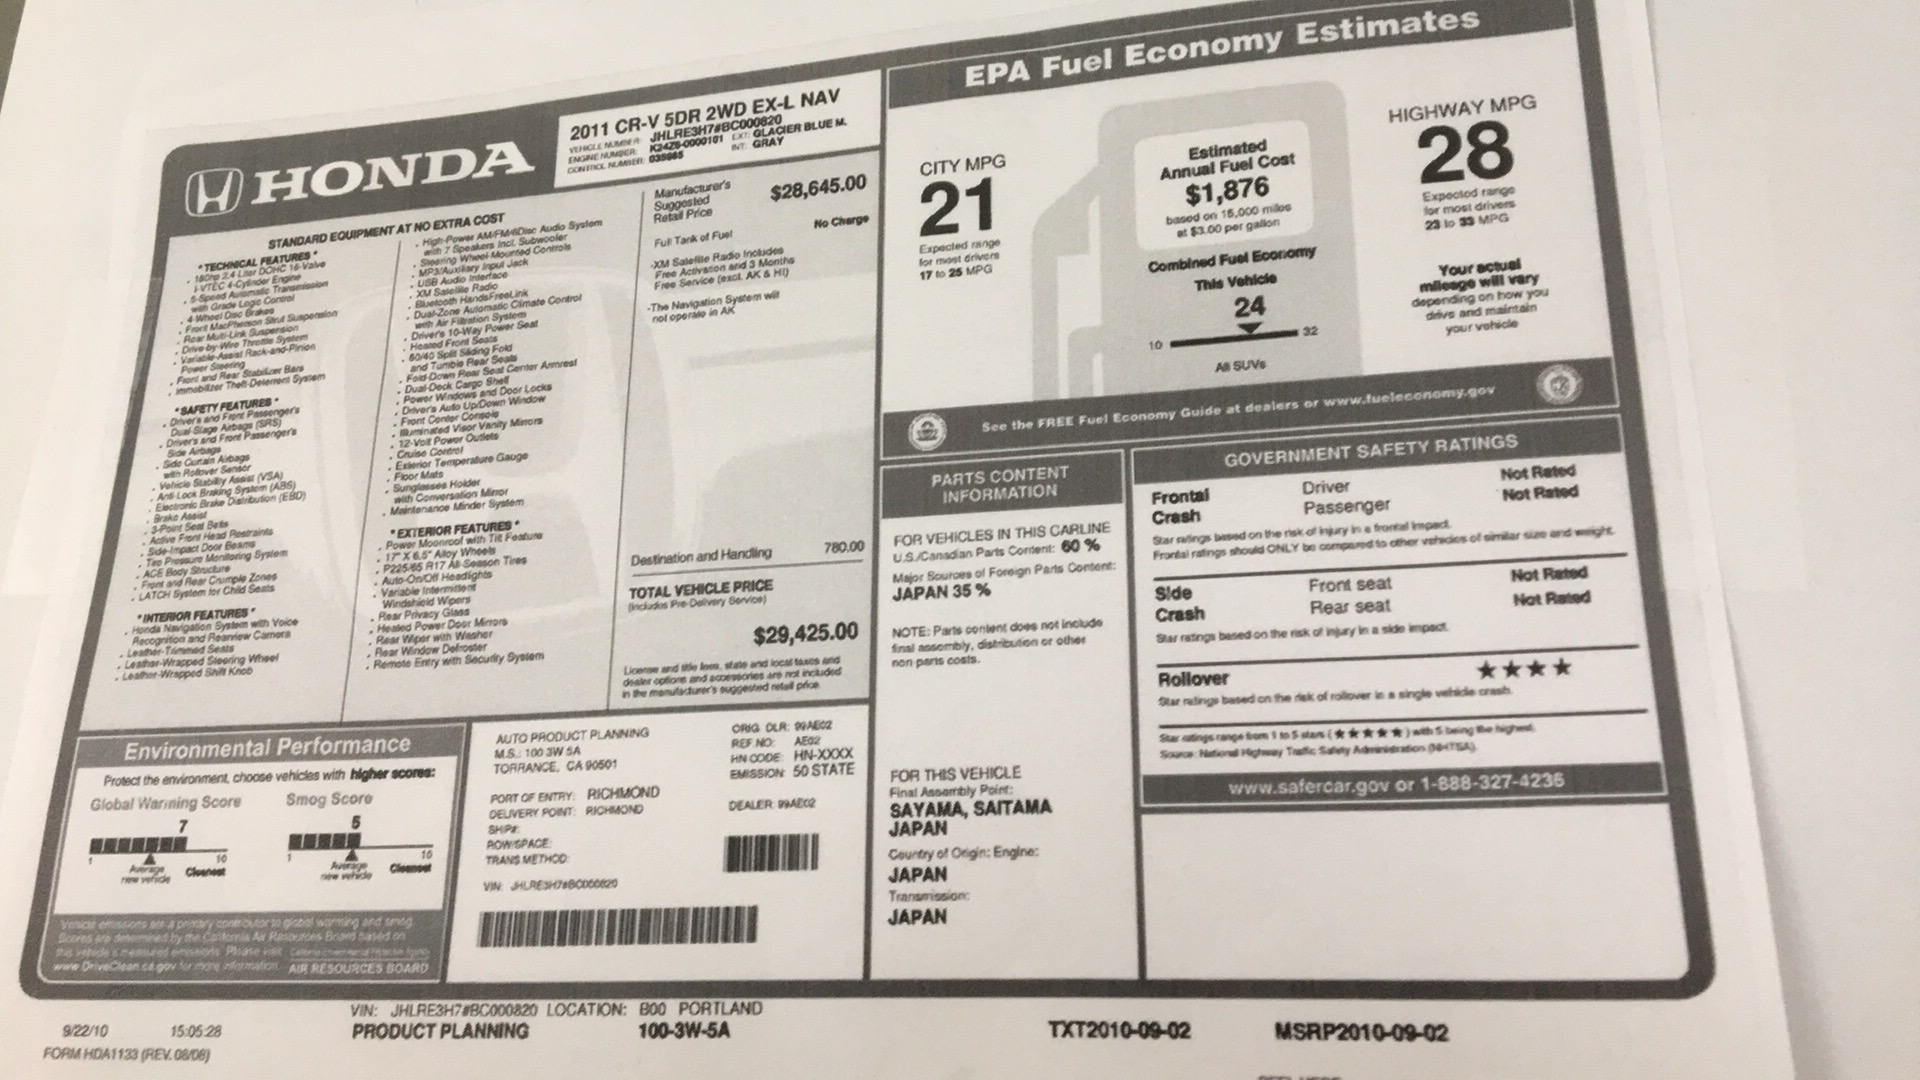 HONDA
2011 CR-V 5DR 2WD EX-L NAV
VEHICLE NUMBER: JHLRE3H7#BC000820
ENGINE NUMBER: K24Z6-0000101 EXT: GLACIER BLUE M.
CONTROL NUMBER: 035985 INT: GRAY
STANDARD EQUIPMENT AT NO EXTRA COST
* TECHNICAL FEATURES *
. 180hp 2.4 Liter DOHC 16-Valve
i-VTEC 4-Cylinder Engine
. 5-Speed Automatic Transmission
with Grade Logic Control
. 4-Wheel Disc Brakes
. Front MacPherson Strut Suspension
. Rear Multi-Link Suspension
. Drive-by-Wire Throttle System
. Variable-Assist Rack-and-Pinion
Power Steering
. Front and Rear Stabilizer Bars
. Immobilizer Theft-Deterrent System
* SAFETY FEATURES *
. Driver's and Front Passenger's
Dual-Stage Airbags (SRS)
. Driver's and Front Passenger's
Side Airbags
. Side Curtain Airbags
with Rollover Sensor
. Vehicle Stability Assist (VSA)
. Anti-Lock Braking System (ABS)
. Electronic Brake Distribution (EBD)
. Brake Assist
. 3-Point Seat Belts
. Active Front Head Restraints
. Side-Impact Door Beams
. Tire Pressure Monitoring System
. ACE Body Structure
. Front and Rear Crumple Zones
. LATCH System for Child Seats
* INTERIOR FEATURES *
. Honda Navigation System with Voice
Recognition and Rearview Camera
. Leather-Trimmed Seats
. Leather-Wrapped Steering Wheel
. Leather-Wrapped Shift Knob
. High-Power AM/FM/6Disc Audio System
with 7 Speakers Incl. Subwoofer
. Steering Wheel-Mounted Controls
. MP3/Auxiliary Input Jack
. USB Audio Interface
. XM Satellite Radio
. Bluetooth HandsFreeLink
. Dual-Zone Automatic Climate Control
with Air Filtration System
. Driver's 10-Way Power Seat
. Heated Front Seats
. 60/40 Split Sliding Fold
and Tumble Rear Seats
. Fold-Down Rear Seat Center Armrest
. Dual-Deck Cargo Shelf
. Power Windows and Door Locks
. Driver's Auto Up/Down Window
. Front Center Console
. Illuminated Visor Vanity Mirrors
. 12-Volt Power Outlets
. Cruise Control
. Exterior Temperature Gauge
. Floor Mats
. Sunglasses Holder
with Conversation Mirror
. Maintenance Minder System
* EXTERIOR FEATURES *
. Power Moonroof with Tilt Feature
. 17" X 6.5" Alloy Wheels
. P225/65 R17 All-Season Tires
. Auto-On/Off Headlights
. Variable Intermittent
Windshield Wipers
. Rear Privacy Glass
. Heated Power Door Mirrors
. Rear Wiper with Washer
. Rear Window Defroster
. Remote Entry with Security System
Manufacturer's
Suggested
Retail Price $28,645.00
Full Tank of Fuel No Charge
-XM Satellite Radio Includes
Free Activation and 3 Months
Free Service (excl. AK & HI)
-The Navigation System will
not operate in AK
Destination and Handling 780.00
TOTAL VEHICLE PRICE
(Includes Pre-Delivery Service)
$29,425.00
License and title fees, state and local taxes and
dealer options and accessories are not included
in the manufacturer's suggested retail price.
EPA Fuel Economy Estimates
CITY MPG
21
Expected range
for most drivers
17 to 25 MPG
Estimated
Annual Fuel Cost
$1,876
based on 15,000 miles
at $3.00 per gallon
Combined Fuel Economy
This Vehicle
24
10 32
All SUVs
HIGHWAY MPG
28
Expected range
for most drivers
23 to 33 MPG
Your actual
mileage will vary
depending on how you
drive and maintain
your vehicle
See the FREE Fuel Economy Guide at dealers or www.fueleconomy.gov
PARTS CONTENT
INFORMATION
FOR VEHICLES IN THIS CARLINE
U.S./Canadian Parts Content: 60 %
Major Sources of Foreign Parts Content:
JAPAN 35 %
NOTE: Parts content does not include
final assembly, distribution or other
non parts costs.
FOR THIS VEHICLE
Final Assembly Point:
SAYAMA, SAITAMA
JAPAN
Country of Origin: Engine:
JAPAN
Transmission:
JAPAN
GOVERNMENT SAFETY RATINGS
Frontal Driver Not Rated
Crash Passenger Not Rated
Star ratings based on the risk of injury in a frontal impact.
Frontal ratings should ONLY be compared to other vehicles of similar size and weight.
Side Front seat Not Rated
Crash Rear seat Not Rated
Star ratings based on the risk of injury in a side impact.
Rollover ★★★★
Star ratings based on the risk of rollover in a single vehicle crash.
Star ratings range from 1 to 5 stars (★★★★★) with 5 being the highest.
Source: National Highway Traffic Safety Administration (NHTSA).
www.safercar.gov or 1-888-327-4236
Environmental Performance
Protect the environment, choose vehicles with higher scores:
Global Warming Score Smog Score
7 5
1 10 1 10
Average
new vehicle Cleanest
Average
new vehicle Cleanest
Vehicle emissions are a primary contributor to global warming and smog.
Scores are determined by the California Air Resources Board based on
this vehicle's measured emissions. Please visit
www.DriveClean.ca.gov for more information. AIR RESOURCES BOARD
AUTO PRODUCT PLANNING
M.S.: 100 3W 5A
TORRANCE, CA 90501
PORT OF ENTRY: RICHMOND
DELIVERY POINT: RICHMOND
SHIP#:
ROW/SPACE:
TRANS METHOD:
VIN: JHLRE3H7#BC000820
ORIG. DLR: 99AE02
REF NO: AE02
HN CODE: HN-XXXX
EMISSION: 50 STATE
DEALER: 99AE02
VIN: JHLRE3H7#BC000820 LOCATION: B00 PORTLAND
9/22/10 15:05:28 PRODUCT PLANNING 100-3W-5A TXT2010-09-02 MSRP2010-09-02
FORM HDA1133 (REV. 08/08)